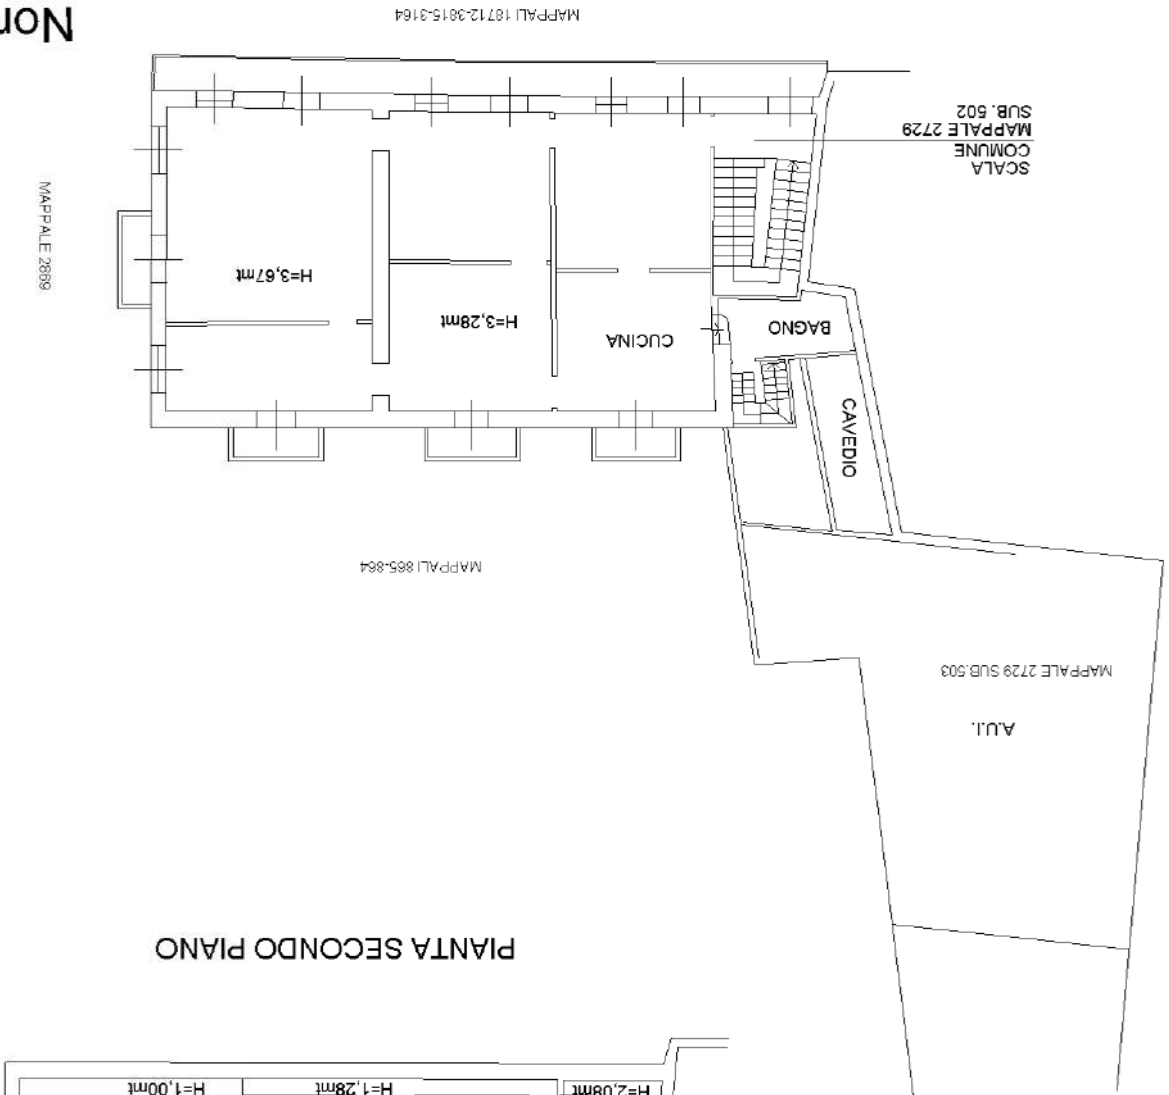 Nor
MAPPALI 18712-3815-3164
SCALA
COMUNE
MAPPALE 2729
SUB. 502
MAPPALE 2869
H=3,67mt
H=3,28mt
CUCINA
BAGNO
CAVEDIO
MAPPALI 865-864
MAPPALE 2729 SUB.503
A.U.I.
PIANTA SECONDO PIANO
H=1,00mt
H=1,28mt
H=2,08mt